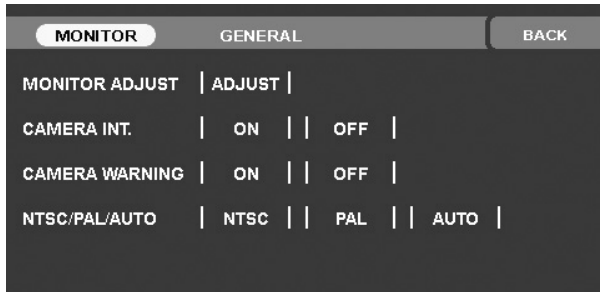 MONITOR GENERAL BACK
MONITOR ADJUST ADJUST
CAMERA INT. ON OFF
CAMERA WARNING ON OFF
NTSC/PAL/AUTO NTSC PAL AUTO